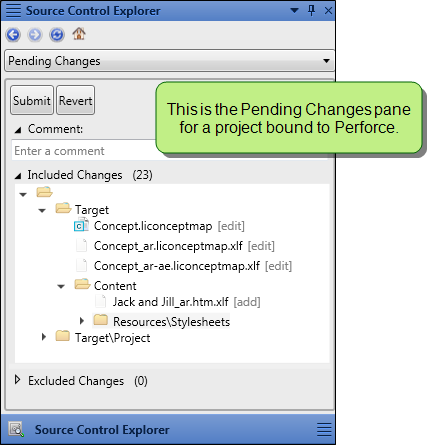 Source Control Explorer
Pending Changes
Submit Revert
This is the Pending Changes pane
for a project bound to Perforce.
Comment:
Enter a comment
Included Changes (23)
Target
Concept.liconceptmap [edit]
Concept_ar.liconceptmap.xlf [edit]
Concept_ar-ae.liconceptmap.xlf [edit]
Content
Jack and Jill_ar.htm.xlf [add]
Resources\Stylesheets
Target\Project
Excluded Changes (0)
Source Control Explorer